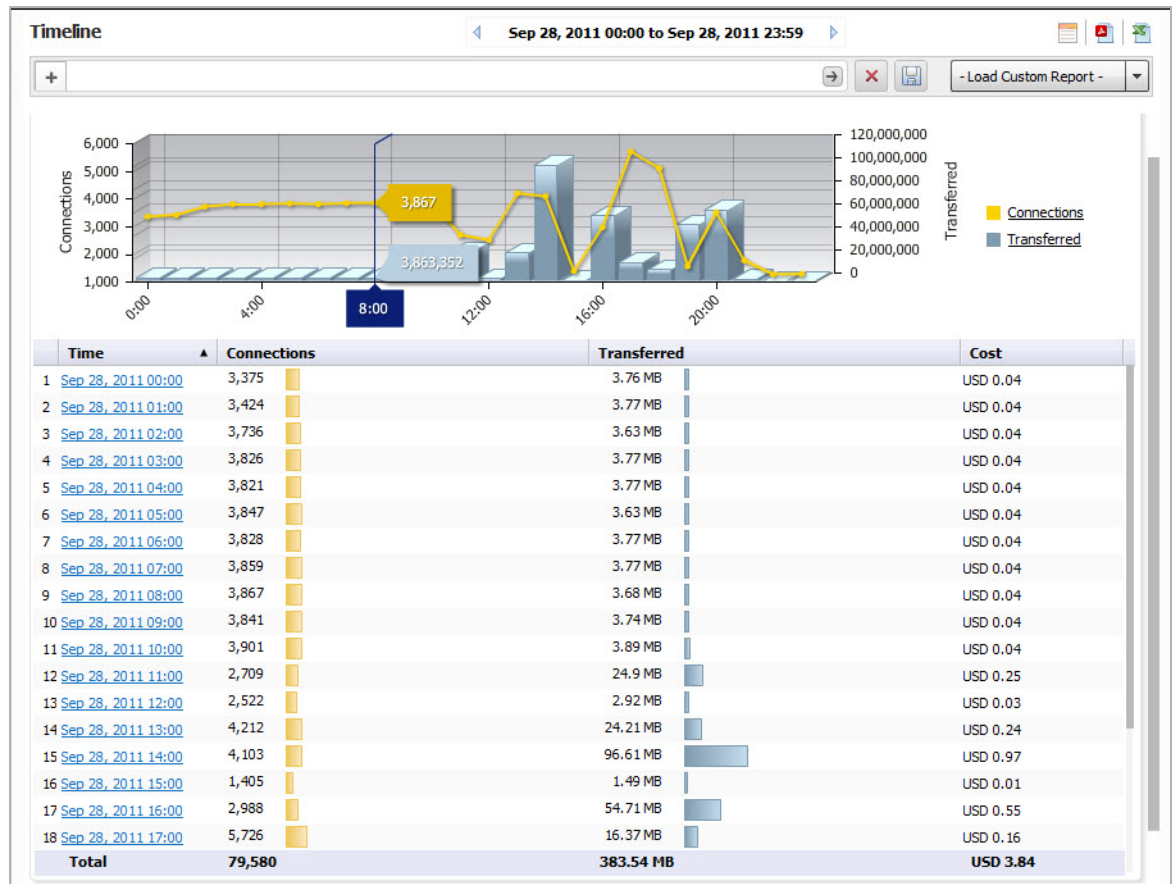 Timeline
Sep 28, 2011 00:00 to Sep 28, 2011 23:59
- Load Custom Report -
6,000
5,000
4,000
3,000
2,000
1,000
Connections
3,867
3,863,352
120,000,000
100,000,000
80,000,000
60,000,000
40,000,000
20,000,000
0
Transferred
Connections
Transferred
0:00
4:00
8:00
12:00
16:00
20:00
Time Connections Transferred Cost
1 Sep 28, 2011 00:00 3,375 3.76 MB USD 0.04
2 Sep 28, 2011 01:00 3,424 3.77 MB USD 0.04
3 Sep 28, 2011 02:00 3,736 3.63 MB USD 0.04
4 Sep 28, 2011 03:00 3,826 3.77 MB USD 0.04
5 Sep 28, 2011 04:00 3,821 3.77 MB USD 0.04
6 Sep 28, 2011 05:00 3,847 3.63 MB USD 0.04
7 Sep 28, 2011 06:00 3,828 3.77 MB USD 0.04
8 Sep 28, 2011 07:00 3,859 3.77 MB USD 0.04
9 Sep 28, 2011 08:00 3,867 3.68 MB USD 0.04
10 Sep 28, 2011 09:00 3,841 3.74 MB USD 0.04
11 Sep 28, 2011 10:00 3,901 3.89 MB USD 0.04
12 Sep 28, 2011 11:00 2,709 24.9 MB USD 0.25
13 Sep 28, 2011 12:00 2,522 2.92 MB USD 0.03
14 Sep 28, 2011 13:00 4,212 24.21 MB USD 0.24
15 Sep 28, 2011 14:00 4,103 96.61 MB USD 0.97
16 Sep 28, 2011 15:00 1,405 1.49 MB USD 0.01
17 Sep 28, 2011 16:00 2,988 54.71 MB USD 0.55
18 Sep 28, 2011 17:00 5,726 16.37 MB USD 0.16
Total 79,580 383.54 MB USD 3.84